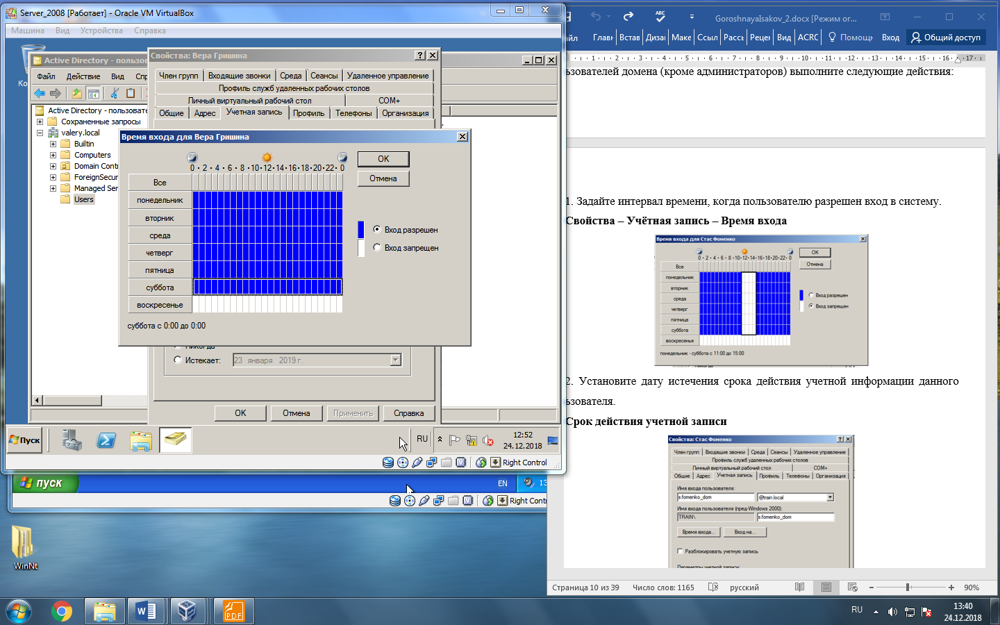 Server_2008 [Работает] - Oracle VM VirtualBox
Машина Вид Устройства Справка
Active Directory - пользова
Файл Действие Вид Спр
Active Directory - пользовате
Сохраненные запросы
valery.local
Builtin
Computers
Domain Contr
ForeignSecur
Managed Ser
Users
Свойства: Вера Гришина
Член групп Входящие звонки Среда Сеансы Удаленное управление
Профиль служб удаленных рабочих столов
Личный виртуальный рабочий стол COM+
Общие Адрес Учетная запись Профиль Телефоны Организация
Время входа для Вера Гришина
0 · 2 · 4 · 6 · 8 · 10 · 12 · 14 · 16 · 18 · 20 · 22 · 0
Все
понедельник
вторник
среда
четверг
пятница
суббота
воскресенье
OK
Отмена
Вход разрешен
Вход запрещен
суббота с 0:00 до 0:00
Никогда
Истекает: 23 января 2019 г.
OK Отмена Применить Справка
Пуск
RU
12:52
24.12.2018
Right Control
пуск
EN
13
Right Contr
WinNt
GoroshnayaIsakov_2.docx [Режим ог...
йл Главн Встав Дизаі Маке Ссыл Рассы Рецен Вид ACRC Помощь Вход Общий доступ
1 2 3 4 5 6 7 8 9 10 11 12 13 14 15 16 17
ьзователей домена (кроме администраторов) выполните следующие действия:
1. Задайте интервал времени, когда пользователю разрешен вход в систему.
Свойства – Учётная запись – Время входа
Время входа для Стас Фоменко
0 · 2 · 4 · 6 · 8 · 10 · 12 · 14 · 16 · 18 · 20 · 22 · 0
Все
понедельник
вторник
среда
четверг
пятница
суббота
воскресенье
OK
Отмена
Вход разрешен
Вход запрещен
понедельник - суббота с 11:00 до 15:00
2. Установите дату истечения срока действия учетной информации данного
ьзователя.
Срок действия учетной записи
Свойства: Стас Фоменко
Член групп Входящие звонки Среда Сеансы Удаленное управление
Профиль служб удаленных рабочих столов
Личный виртуальный рабочий стол COM+
Общие Адрес Учетная запись Профиль Телефоны Организация
Имя входа пользователя:
s.fomenko_dom @train.local
Имя входа пользователя (пред-Windows 2000):
TRAIN\ s.fomenko_dom
Время входа... Вход на...
Разблокировать учетную запись
Параметры учетной записи:
Страница 10 из 39 Число слов: 1165 русский 90%
RU
13:40
24.12.2018
PDF